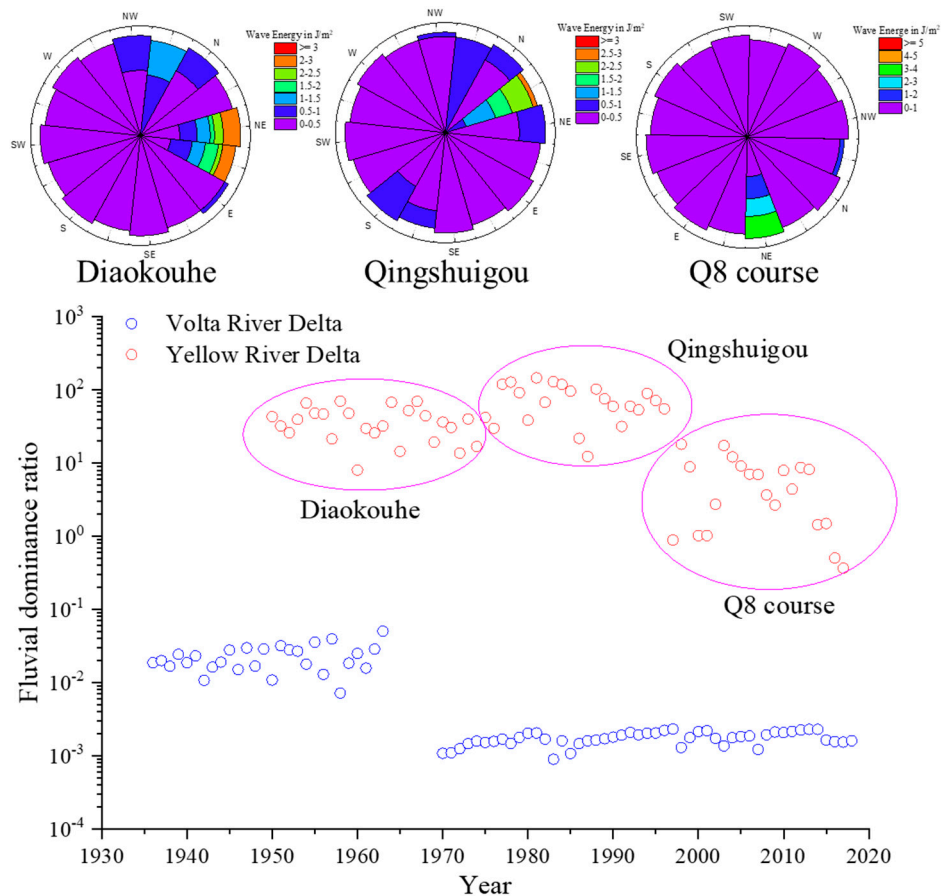 NW
N
NE
E
SE
S
SW
W
Wave Energy in J/m²
>= 3
2-3
2-2.5
1.5-2
1-1.5
0.5-1
0-0.5
Diaokouhe
NW
N
NE
E
SE
S
SW
W
Wave Energy in J/m²
>= 3
2.5-3
2-2.5
1.5-2
1-1.5
0.5-1
0-0.5
Qingshuigou
SW
W
NW
N
NE
E
SE
S
Wave Energy in J/m²
>= 5
4-5
3-4
2-3
1-2
0-1
Q8 course
Fluvial dominance ratio
10³
10²
10¹
10⁰
10⁻¹
10⁻²
10⁻³
10⁻⁴
Volta River Delta
Yellow River Delta
Qingshuigou
Diaokouhe
Q8 course
1930 1940 1950 1960 1970 1980 1990 2000 2010 2020
Year